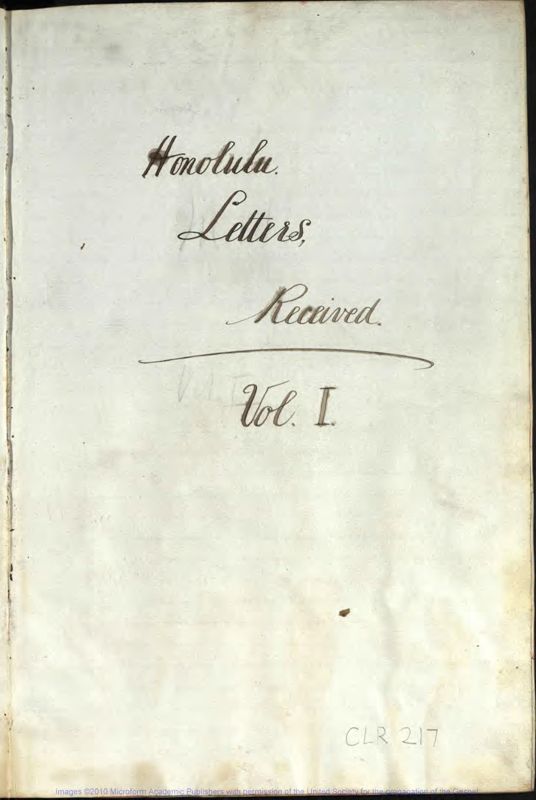 Honolulu.
Letters,
Received.
Vol. I
Vol. I.
CLR 217
Images ©2010 Microform Academic Publishers with permission of the United Society for the propagation of the Gospel